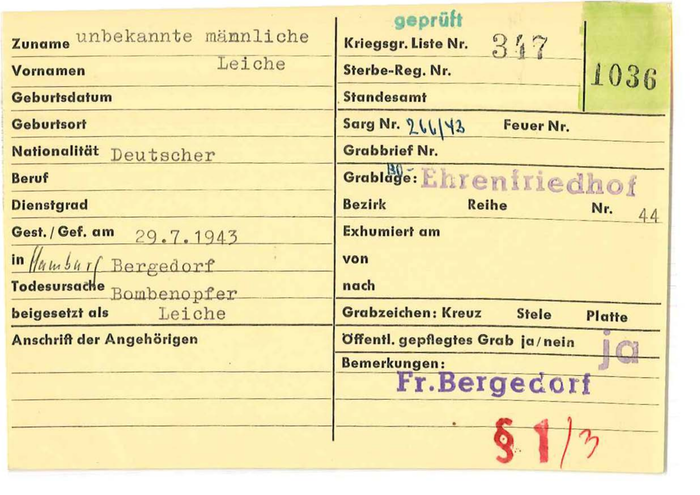 Zuname unbekannte männliche
Vornamen Leiche
Geburtsdatum
Geburtsort
Nationalität Deutscher
Beruf
Dienstgrad
Gest./Gef. am 29.7.1943
in Hamburg Bergedorf
Todesursache Bombenopfer
beigesetzt als Leiche
Anschrift der Angehörigen
geprüft
Kriegsgr. Liste Nr. 347
1036
Sterbe-Reg. Nr.
Standesamt
Sarg Nr. 266/43 Feuer Nr.
Grabbrief Nr.
Grablage: BO- Ehrenfriedhof
Bezirk Reihe Nr. 44
Exhumiert am
von
nach
Grabzeichen: Kreuz Stele Platte
Öffentl. gepflegtes Grab ja/nein ja
Bemerkungen:
Fr.Bergedorf
§ 1/3